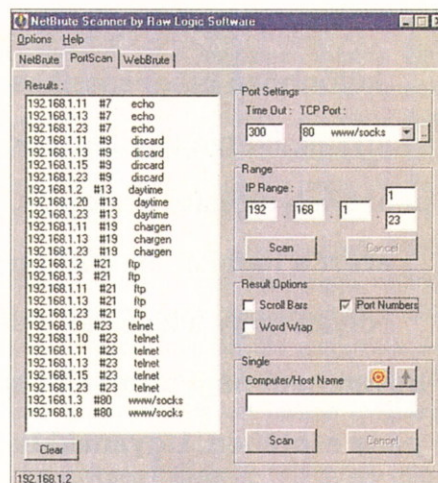 NetBrute Scanner by Raw Logic Software
Options Help
NetBrute PortScan WebBrute
Results :
192.168.1.11 #7 echo
192.168.1.13 #7 echo
192.168.1.23 #7 echo
192.168.1.11 #9 discard
192.168.1.13 #9 discard
192.168.1.15 #9 discard
192.168.1.23 #9 discard
192.168.1.2 #13 daytime
192.168.1.20 #13 daytime
192.168.1.23 #13 daytime
192.168.1.11 #19 chargen
192.168.1.13 #19 chargen
192.168.1.23 #19 chargen
192.168.1.2 #21 ftp
192.168.1.3 #21 ftp
192.168.1.11 #21 ftp
192.168.1.13 #21 ftp
192.168.1.23 #21 ftp
192.168.1.8 #23 telnet
192.168.1.10 #23 telnet
192.168.1.11 #23 telnet
192.168.1.13 #23 telnet
192.168.1.15 #23 telnet
192.168.1.23 #23 telnet
192.168.1.3 #80 www/socks
192.168.1.8 #80 www/socks
Clear
Port Settings
Time Out : TCP Port :
300 80 www/socks ...
Range
IP Range :
192 . 168 . 1 . 1
23
Scan Cancel
Result Options
Scroll Bars Port Numbers
Word Wrap
Single
Computer/Host Name
Scan Cancel
192.168.1.2